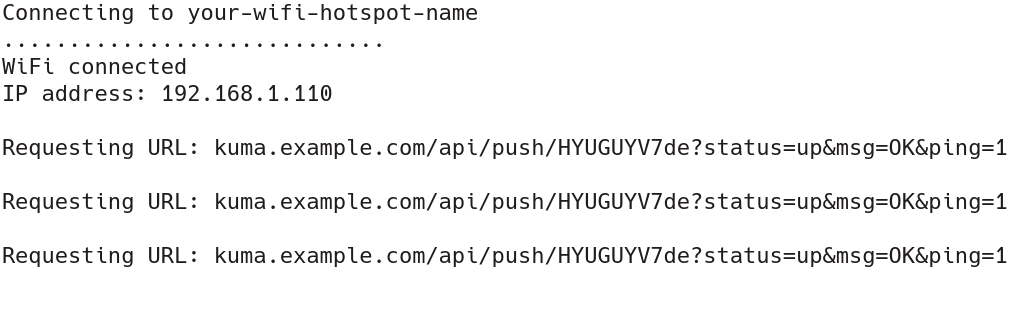 Connecting to your-wifi-hotspot-name
.............................
WiFi connected
IP address: 192.168.1.110
Requesting URL: kuma.example.com/api/push/HYUGUYV7de?status=up&msg=OK&ping=1
Requesting URL: kuma.example.com/api/push/HYUGUYV7de?status=up&msg=OK&ping=1
Requesting URL: kuma.example.com/api/push/HYUGUYV7de?status=up&msg=OK&ping=1